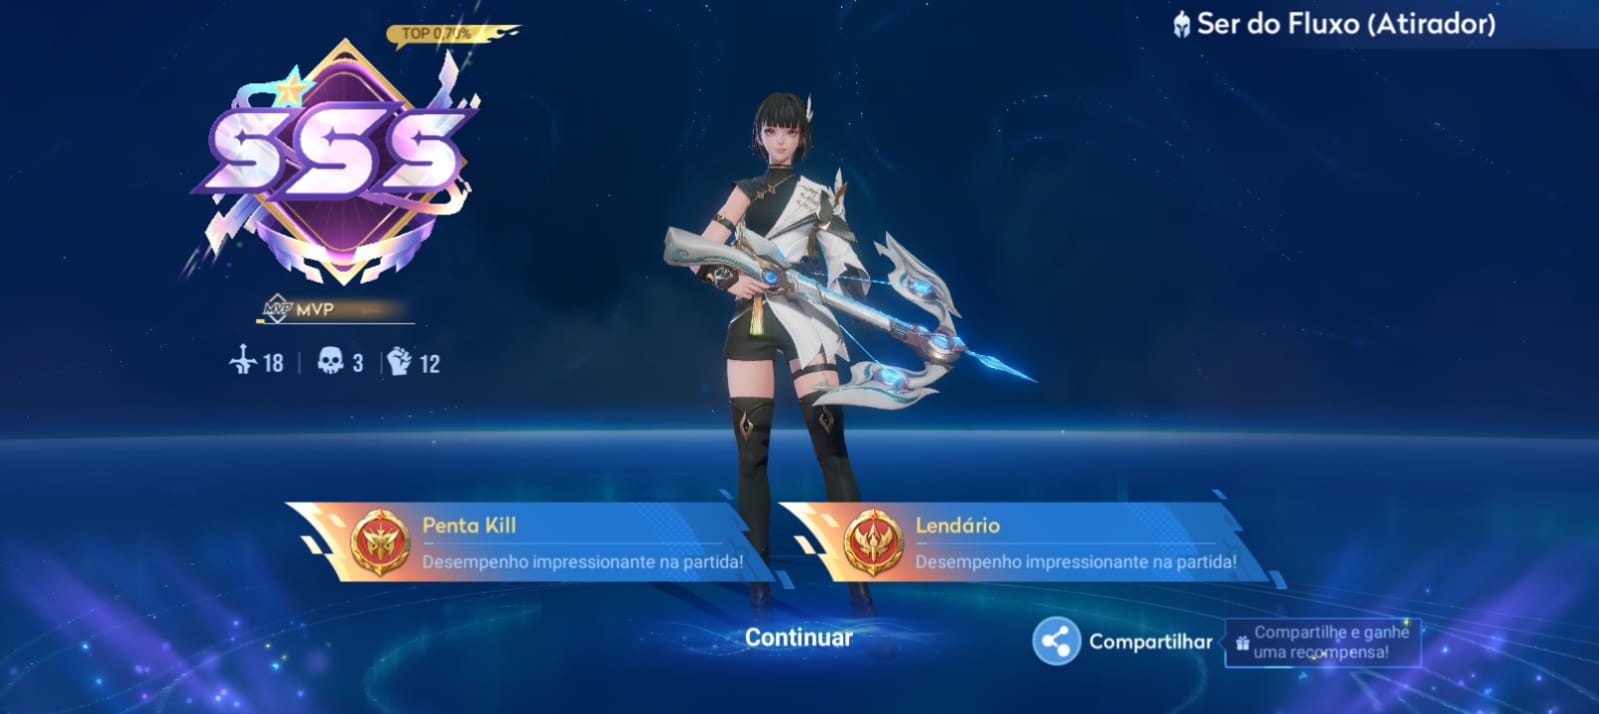 TOP 0,70%
Ser do Fluxo (Atirador)
SSS
MVP MVP
18 3 12
Penta Kill
Desempenho impressionante na partida!
Lendário
Desempenho impressionante na partida!
Continuar
Compartilhar
Compartilhe e ganhe
uma recompensa!